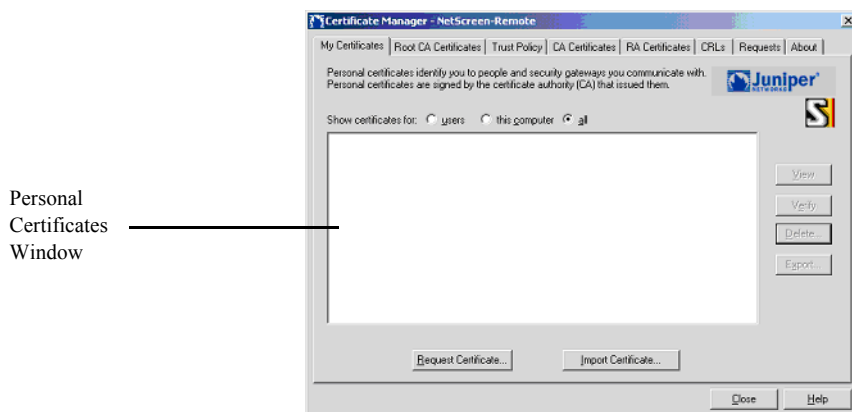 Certificate Manager - NetScreen-Remote
My Certificates Root CA Certificates Trust Policy CA Certificates RA Certificates CRLs Requests About
Personal certificates identify you to people and security gateways you communicate with.
Personal certificates are signed by the certificate authority (CA) that issued them.
Juniper
NETWORKS
Show certificates for: users this computer all
Personal
Certificates
Window
View
Verify
Delete...
Export...
Request Certificate... Import Certificate...
Close Help